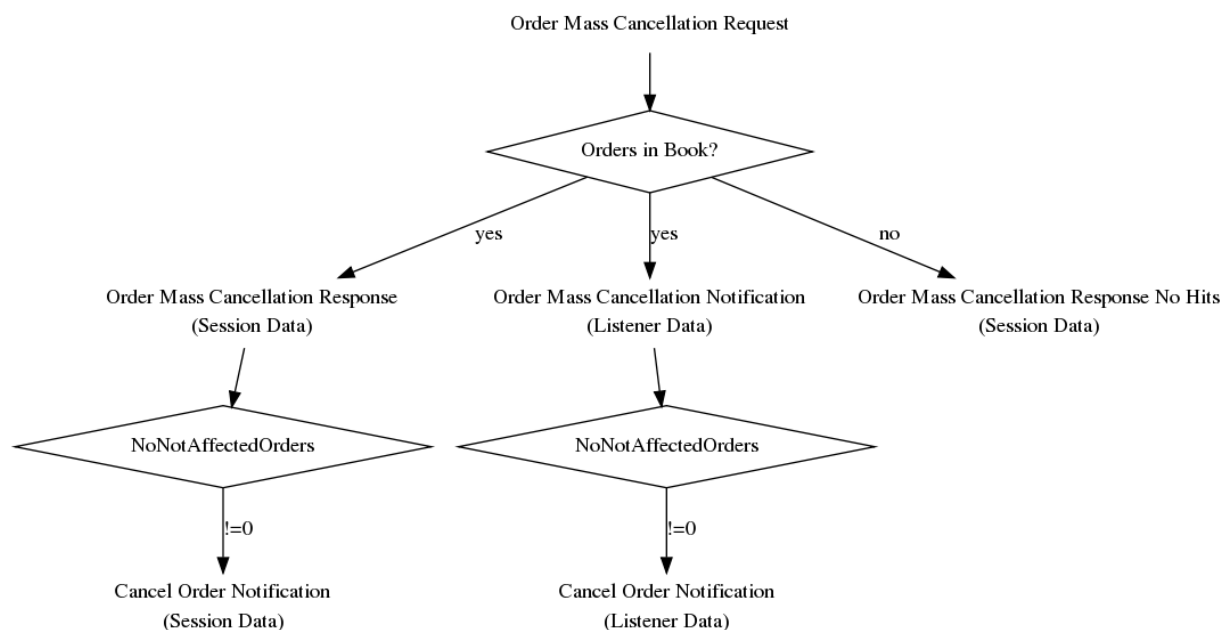 Order Mass Cancellation Request
Orders in Book?
yes
yes
no
Order Mass Cancellation Response
(Session Data)
Order Mass Cancellation Notification
(Listener Data)
Order Mass Cancellation Response No Hits
(Session Data)
NoNotAffectedOrders
NoNotAffectedOrders
!=0
!=0
Cancel Order Notification
(Session Data)
Cancel Order Notification
(Listener Data)